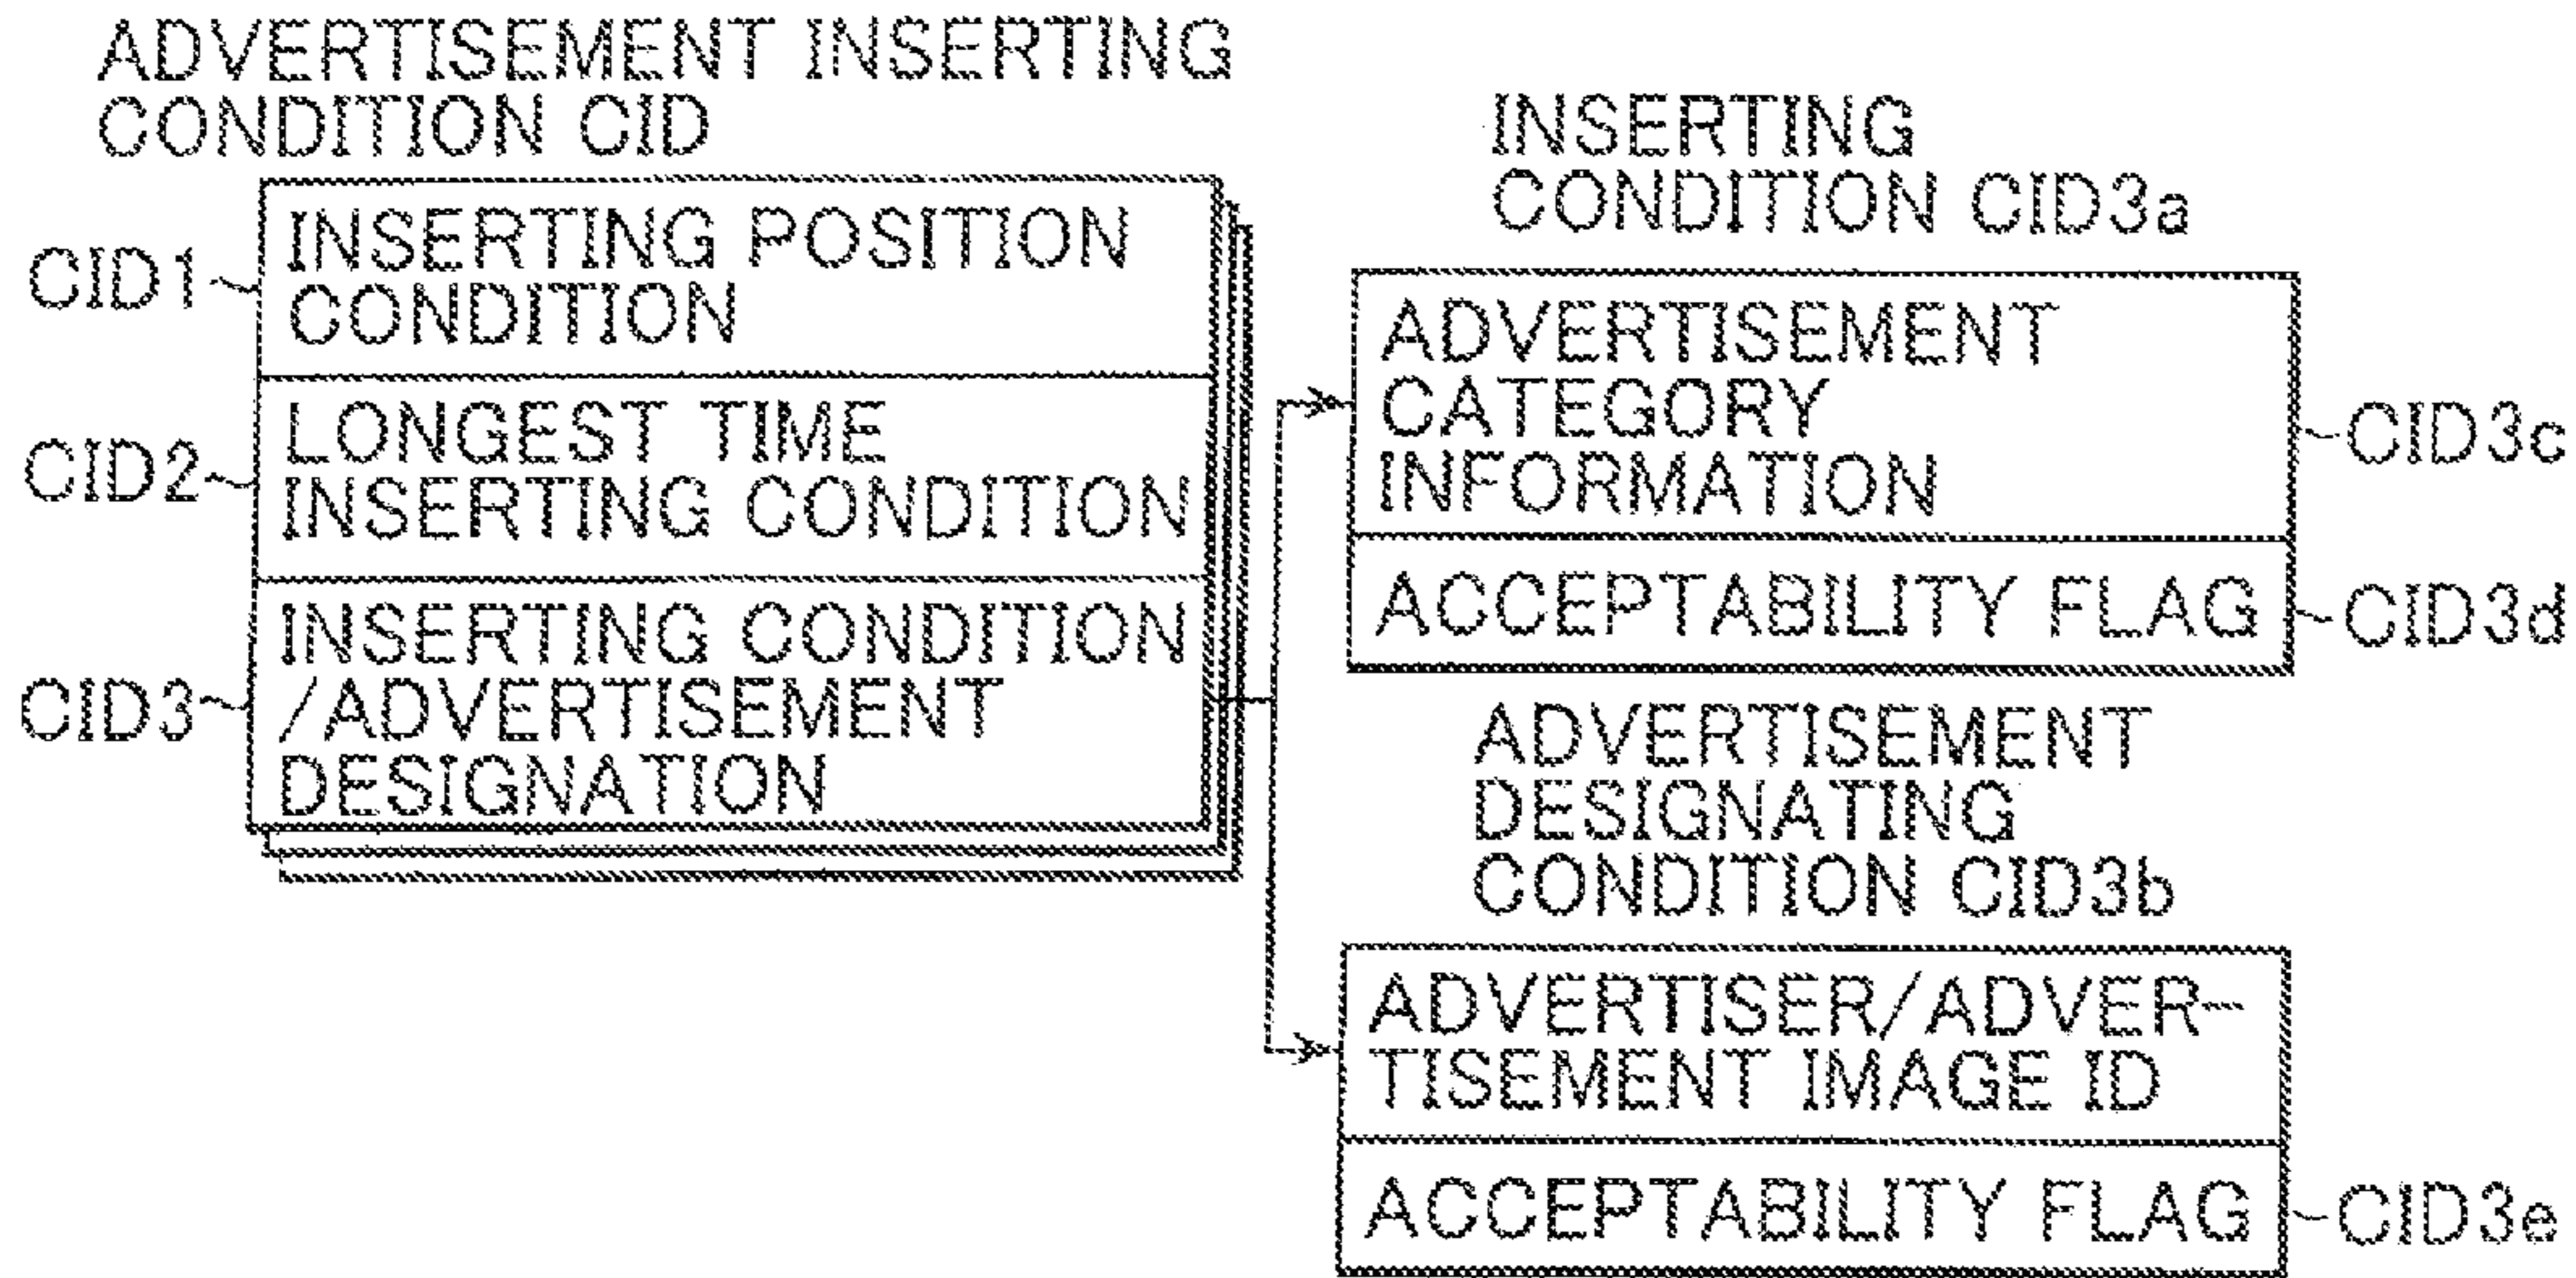 ADVERTISEMENT INSERTING
CONDITION CID
CID1
INSERTING POSITION
CONDITION
CID2
LONGEST TIME
INSERTING CONDITION
CID3
INSERTING CONDITION
/ADVERTISEMENT
DESIGNATION
INSERTING
CONDITION CID3a
ADVERTISEMENT
CATEGORY
INFORMATION
CID3c
ACCEPTABILITY FLAG
CID3d
ADVERTISEMENT
DESIGNATING
CONDITION CID3b
ADVERTISER/ADVER-
TISEMENT IMAGE ID
ACCEPTABILITY FLAG
CID3e